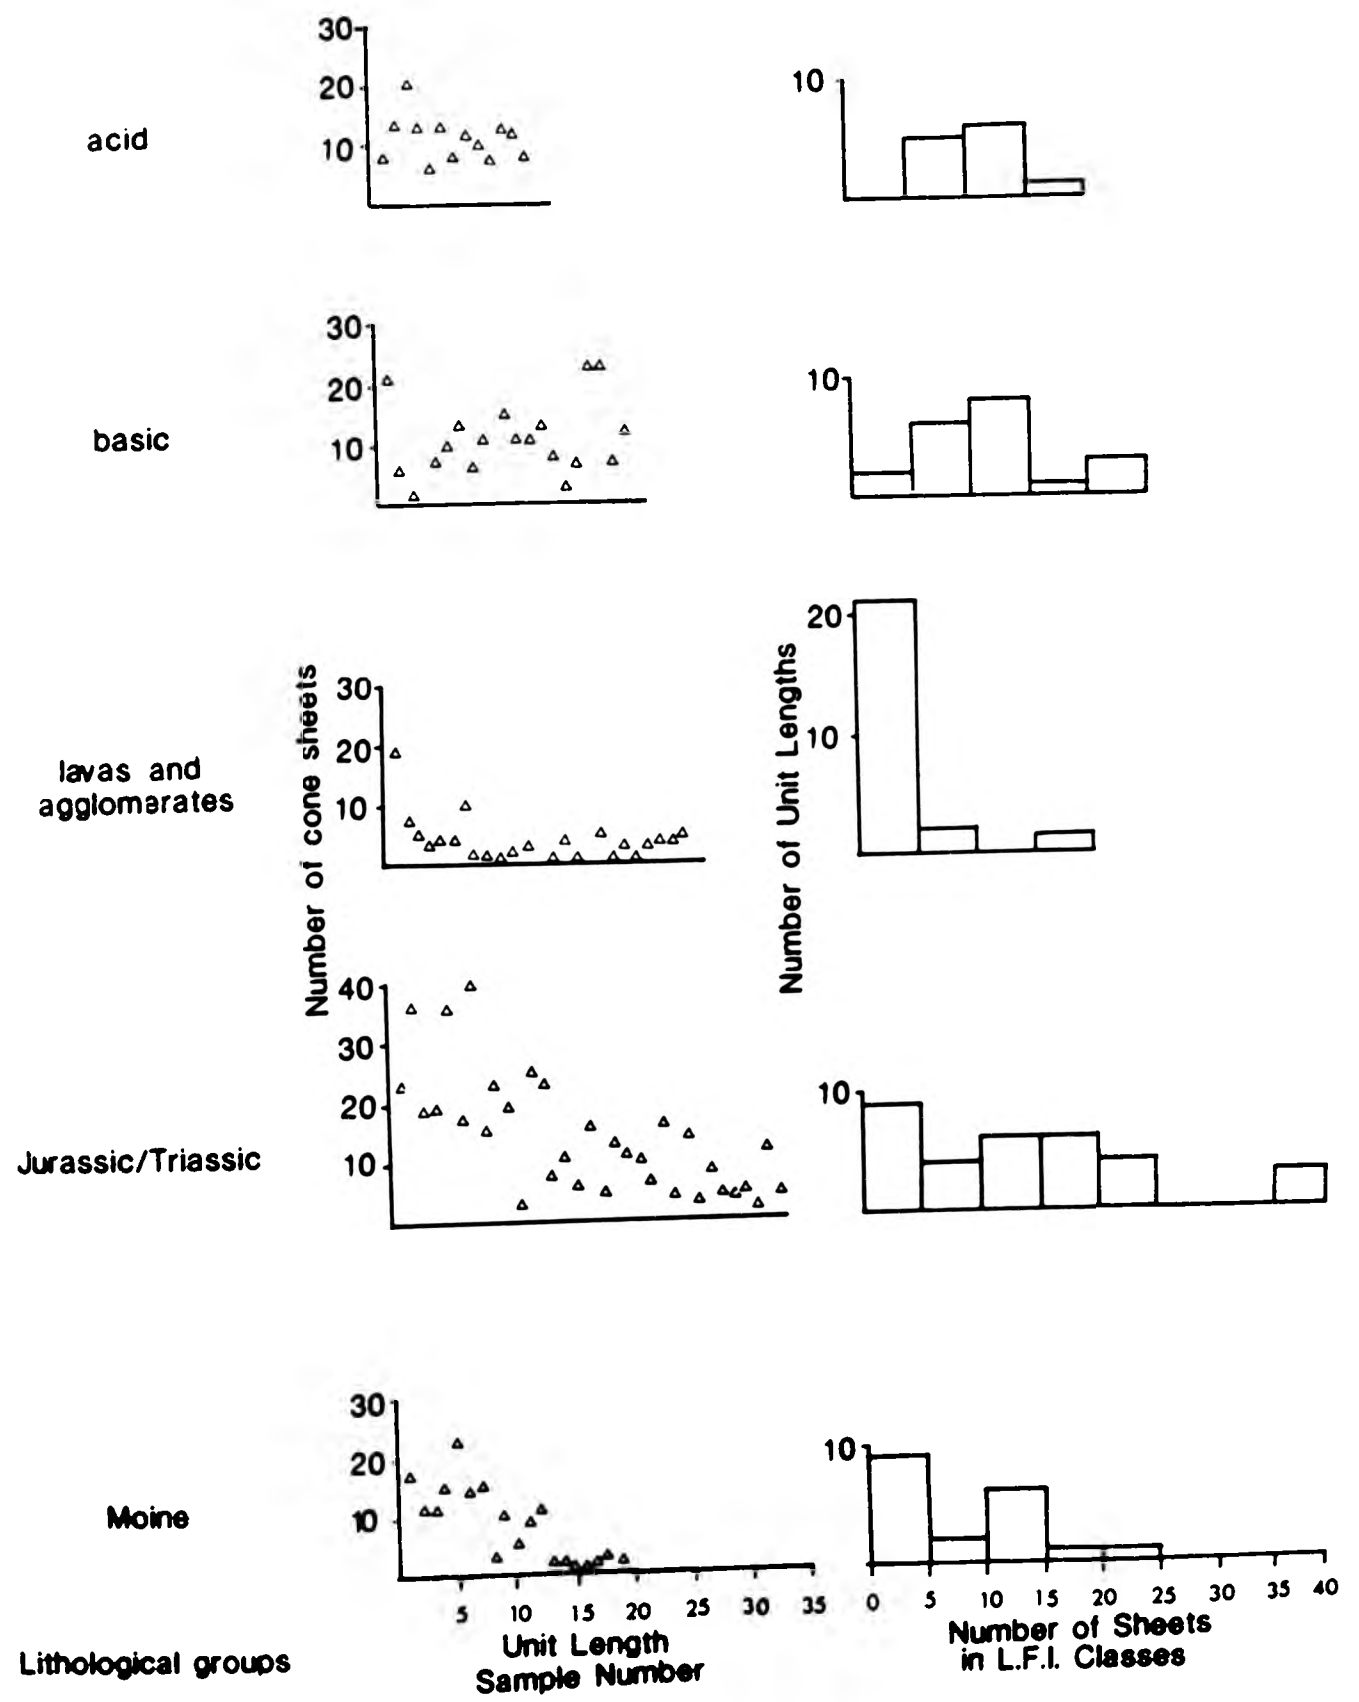 30
20
10
acid
10
30
20
10
basic
10
30
20
10
lavas and
agglomerates
Number of cone sheets
20
10
Number of Unit Lengths
40
30
20
10
Jurassic/Triassic
10
30
20
10
Moine
5 10 15 20 25 30 35
Unit Length
Sample Number
10
0 5 10 15 20 25 30 35 40
Number of Sheets
in L.F.I. Classes
Lithological groups